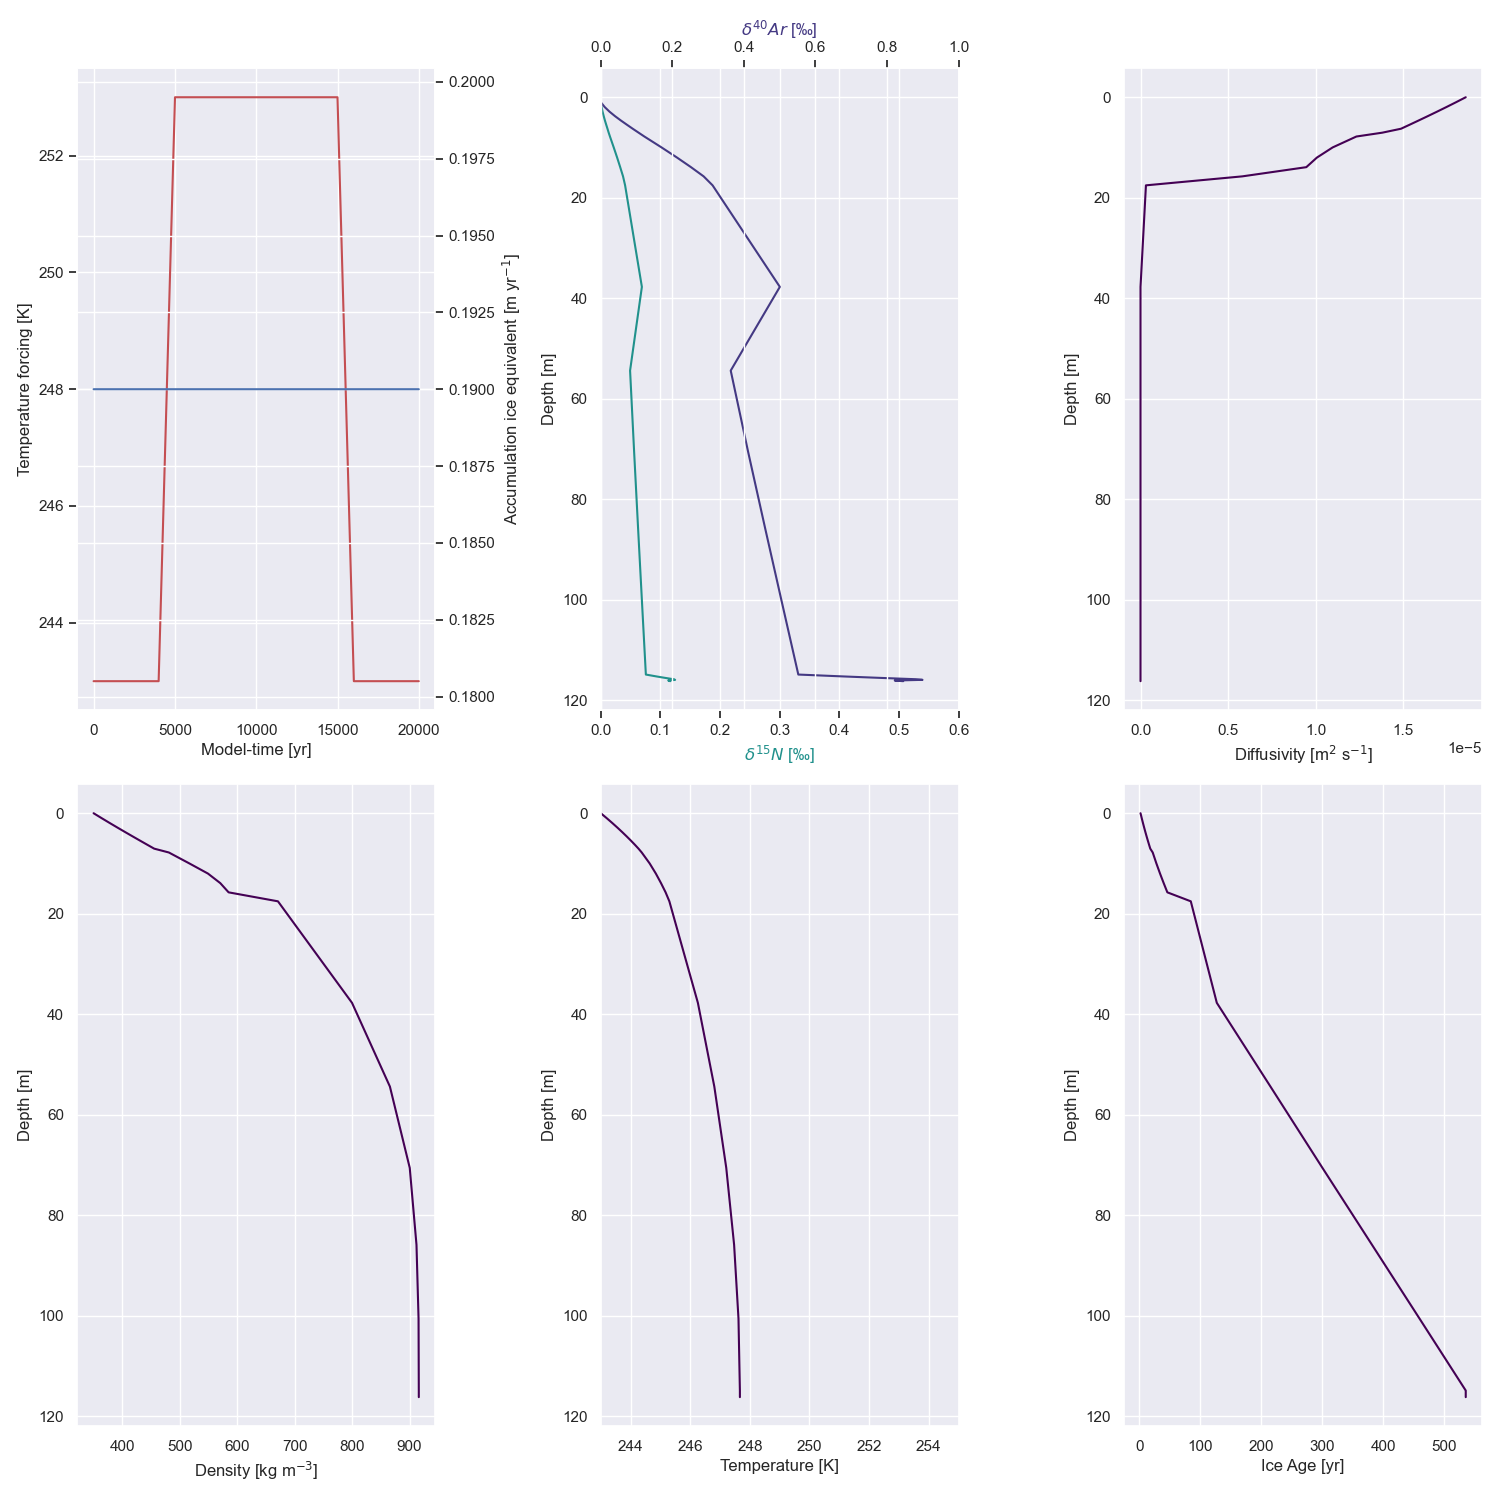 δ⁴⁰Ar [‰]
0.0 0.2 0.4 0.6 0.8 1.0
Temperature forcing [K]
252
250
248
246
244
0.2000
0.1975
0.1950
0.1925
0.1900
0.1875
0.1850
0.1825
0.1800
Accumulation ice equivalent [m yr⁻¹]
0 5000 10000 15000 20000
Model-time [yr]
Depth [m]
0
20
40
60
80
100
120
0.0 0.1 0.2 0.3 0.4 0.5 0.6
δ¹⁵N [‰]
Depth [m]
0
20
40
60
80
100
120
0.0 0.5 1.0 1.5
1e−5
Diffusivity [m² s⁻¹]
Depth [m]
0
20
40
60
80
100
120
400 500 600 700 800 900
Density [kg m⁻³]
Depth [m]
0
20
40
60
80
100
120
244 246 248 250 252 254
Temperature [K]
Depth [m]
0
20
40
60
80
100
120
0 100 200 300 400 500
Ice Age [yr]